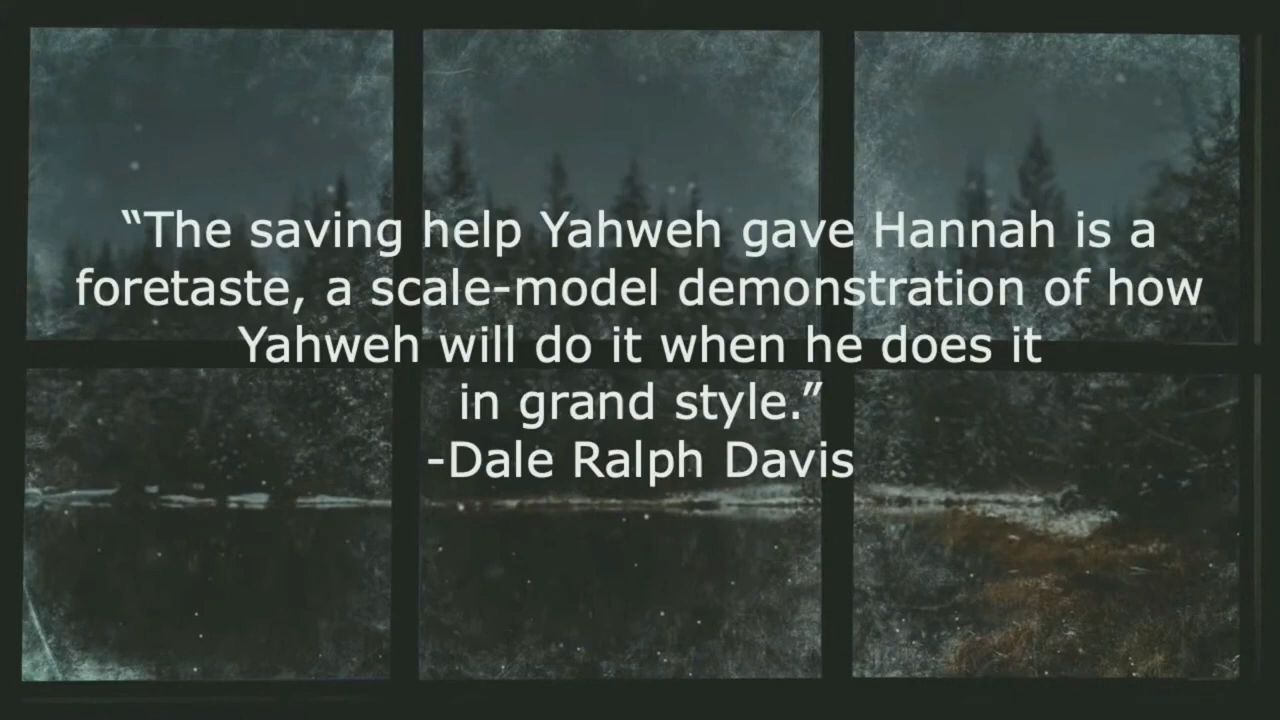 “The saving help Yahweh gave Hannah is a
foretaste, a scale-model demonstration of how
Yahweh will do it when he does it
in grand style.”
-Dale Ralph Davis